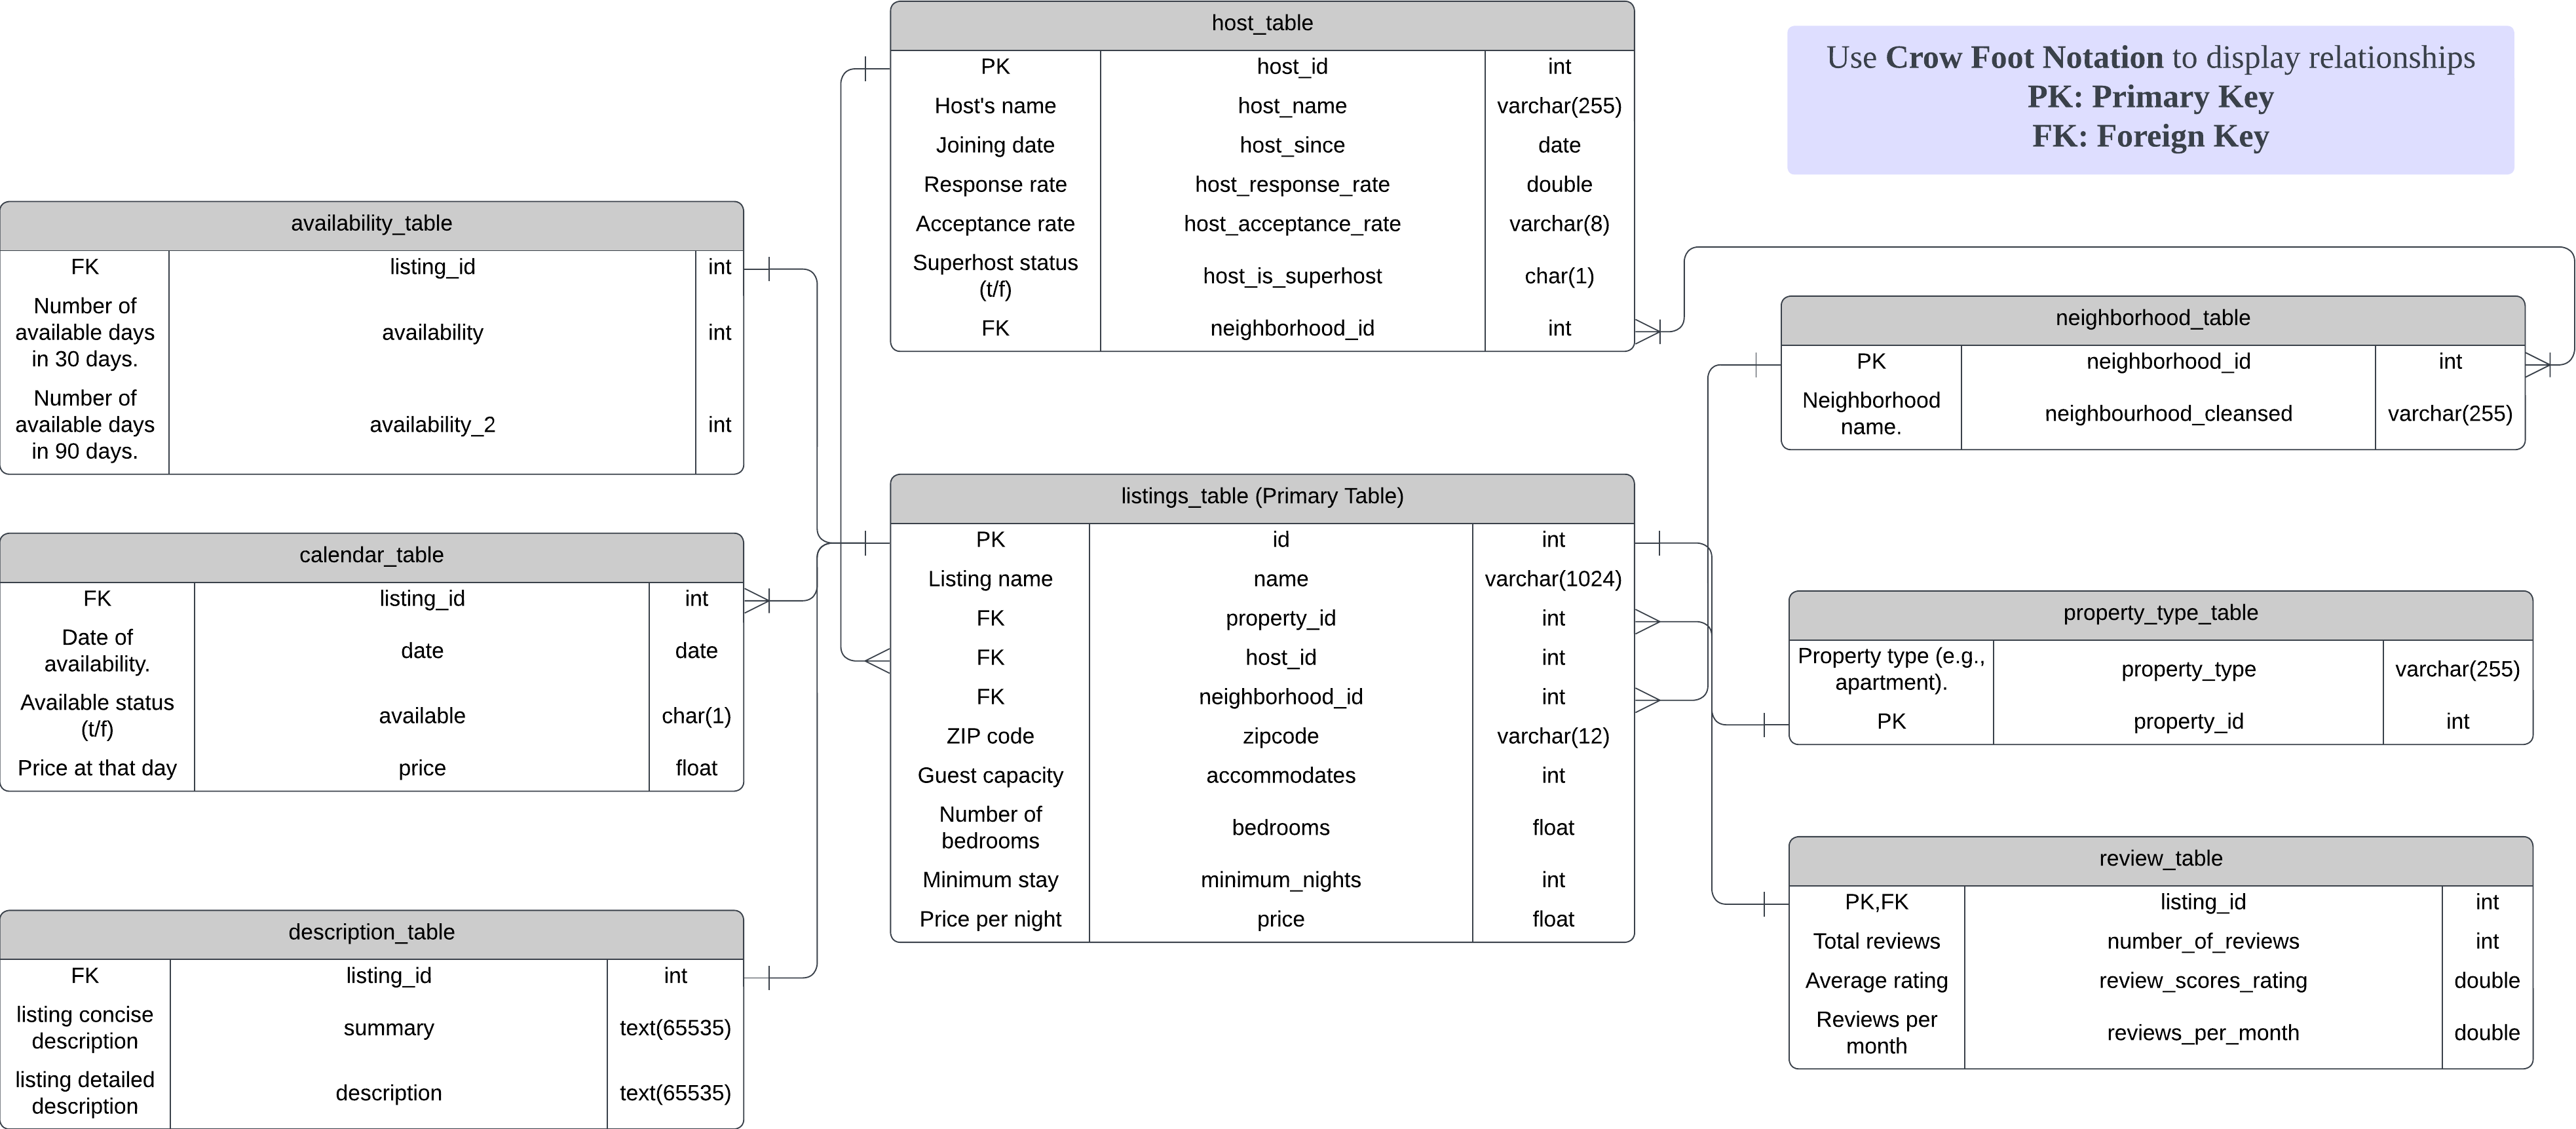 host_table
PK host_id int
Host's name host_name varchar(255)
Joining date host_since date
Response rate host_response_rate double
Acceptance rate host_acceptance_rate varchar(8)
Superhost status
(t/f) host_is_superhost char(1)
FK neighborhood_id int
Use Crow Foot Notation to display relationships
PK: Primary Key
FK: Foreign Key
availability_table
FK listing_id int
Number of
available days
in 30 days. availability int
Number of
available days
in 90 days. availability_2 int
neighborhood_table
PK neighborhood_id int
Neighborhood
name. neighbourhood_cleansed varchar(255)
calendar_table
FK listing_id int
Date of
availability. date date
Available status
(t/f) available char(1)
Price at that day price float
listings_table (Primary Table)
PK id int
Listing name name varchar(1024)
FK property_id int
FK host_id int
FK neighborhood_id int
ZIP code zipcode varchar(12)
Guest capacity accommodates int
Number of
bedrooms bedrooms float
Minimum stay minimum_nights int
Price per night price float
property_type_table
Property type (e.g.,
apartment). property_type varchar(255)
PK property_id int
description_table
FK listing_id int
listing concise
description summary text(65535)
listing detailed
description description text(65535)
review_table
PK,FK listing_id int
Total reviews number_of_reviews int
Average rating review_scores_rating double
Reviews per
month reviews_per_month double